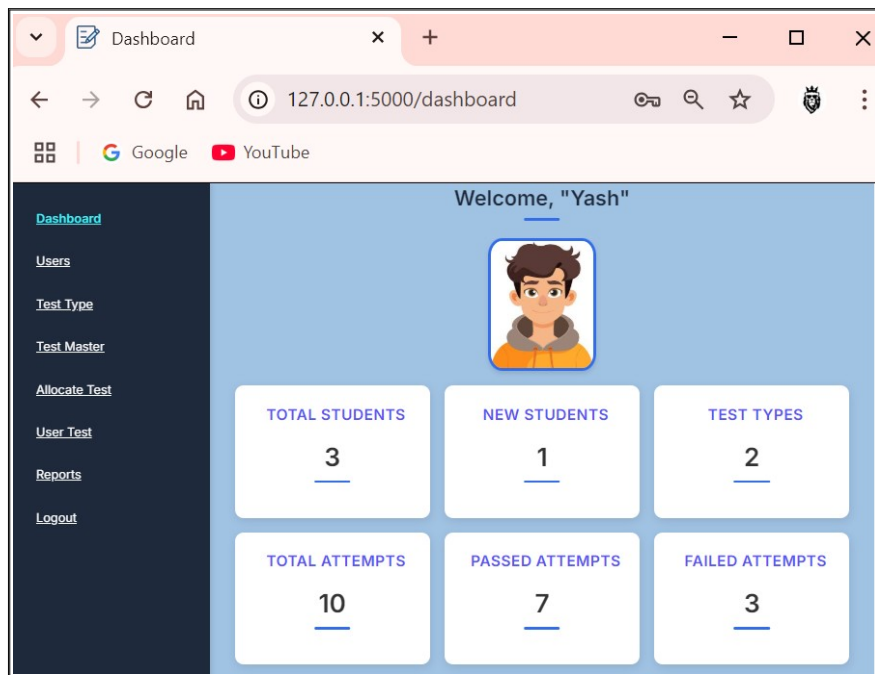 Dashboard
127.0.0.1:5000/dashboard
Google YouTube
Dashboard
Users
Test Type
Test Master
Allocate Test
User Test
Reports
Logout
Welcome, "Yash"
TOTAL STUDENTS
3
NEW STUDENTS
1
TEST TYPES
2
TOTAL ATTEMPTS
10
PASSED ATTEMPTS
7
FAILED ATTEMPTS
3